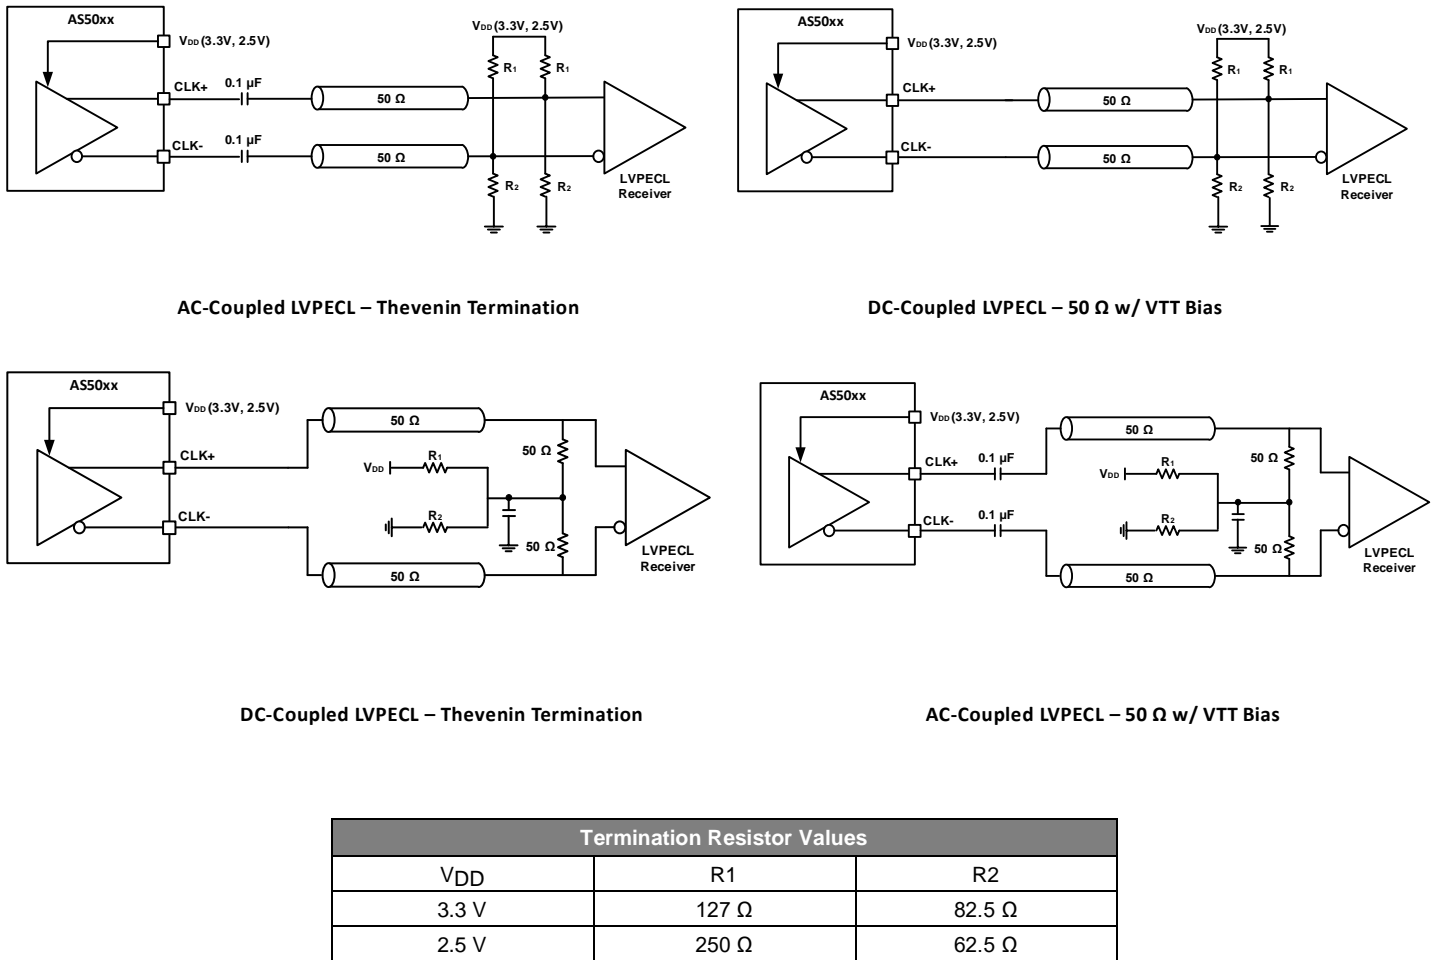 AS50xx
VDD (3.3V, 2.5V)
CLK+
0.1 µF
50 Ω
CLK-
0.1 µF
50 Ω
VDD (3.3V, 2.5V)
R1
R1
R2
R2
LVPECL
Receiver
AC-Coupled LVPECL – Thevenin Termination
AS50xx
VDD (3.3V, 2.5V)
CLK+
50 Ω
CLK-
50 Ω
VDD (3.3V, 2.5V)
R1
R1
R2
R2
LVPECL
Receiver
DC-Coupled LVPECL – 50 Ω w/ VTT Bias
AS50xx
VDD (3.3V, 2.5V)
CLK+
50 Ω
VDD
R1
R2
50 Ω
50 Ω
CLK-
50 Ω
LVPECL
Receiver
DC-Coupled LVPECL – Thevenin Termination
AS50xx
VDD (3.3V, 2.5V)
CLK+
0.1 µF
50 Ω
VDD
R1
R2
50 Ω
50 Ω
CLK-
0.1 µF
50 Ω
LVPECL
Receiver
AC-Coupled LVPECL – 50 Ω w/ VTT Bias
Termination Resistor Values
VDD R1 R2
3.3 V 127 Ω 82.5 Ω
2.5 V 250 Ω 62.5 Ω